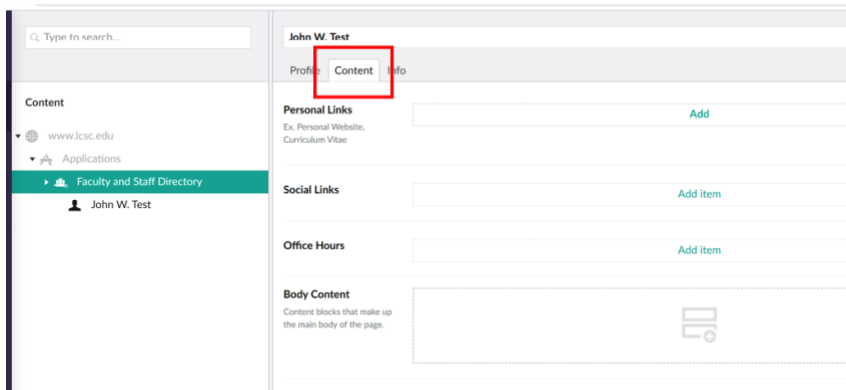 Type to search...
John W. Test
Profile Content Info
Content
www.lcsc.edu
Applications
Faculty and Staff Directory
John W. Test
Personal Links
Ex. Personal Website,
Curriculum Vitae
Add
Social Links
Add item
Office Hours
Add item
Body Content
Content blocks that make up
the main body of the page.